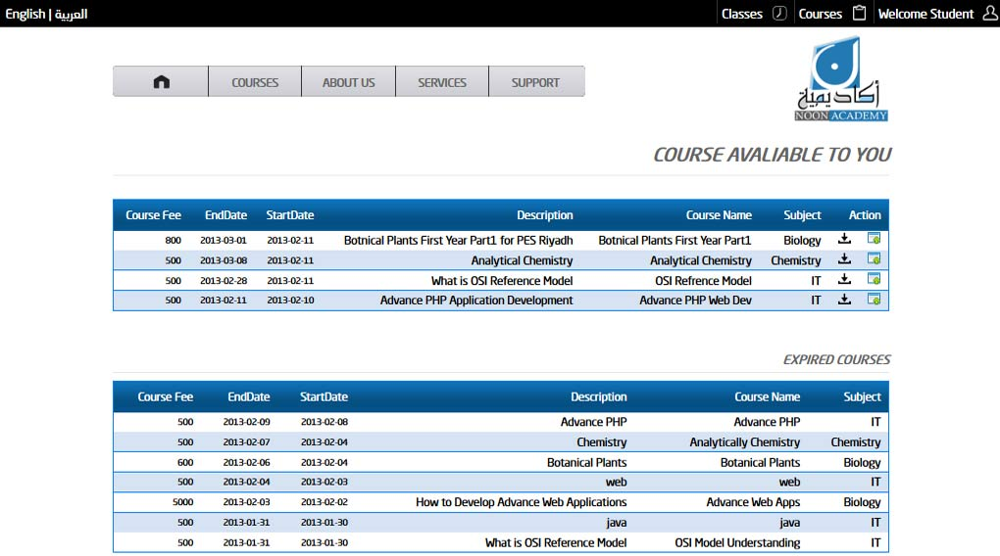 English | العربية
Classes Courses Welcome Student
COURSES ABOUT US SERVICES SUPPORT
أكاديمية
NOON ACADEMY
COURSE AVALIABLE TO YOU
Course Fee EndDate StartDate Description Course Name Subject Action
800 2013-03-01 2013-02-11 Botnical Plants First Year Part1 for PES Riyadh Botnical Plants First Year Part1 Biology
500 2013-03-08 2013-02-11 Analytical Chemistry Analytical Chemistry Chemistry
500 2013-02-28 2013-02-11 What is OSI Reference Model OSI Refrence Model IT
500 2013-02-11 2013-02-10 Advance PHP Application Development Advance PHP Web Dev IT
EXPIRED COURSES
Course Fee EndDate StartDate Description Course Name Subject
500 2013-02-09 2013-02-08 Advance PHP Advance PHP IT
500 2013-02-07 2013-02-04 Chemistry Analytically Chemistry Chemistry
600 2013-02-06 2013-02-04 Botanical Plants Botanical Plants Biology
500 2013-02-04 2013-02-03 web web IT
5000 2013-02-03 2013-02-02 How to Develop Advance Web Applications Advance Web Apps Biology
500 2013-01-31 2013-01-30 java java IT
500 2013-01-31 2013-01-30 What is OSI Reference Model OSI Model Understanding IT